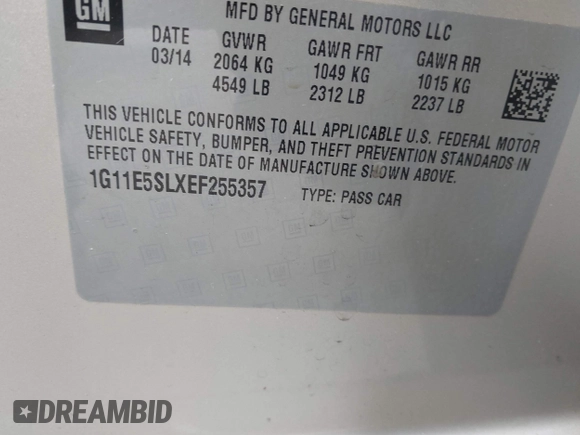 GM
MFD BY GENERAL MOTORS LLC
DATE GVWR GAWR FRT GAWR RR
03/14 2064 KG 1049 KG 1015 KG
4549 LB 2312 LB 2237 LB
THIS VEHICLE CONFORMS TO ALL APPLICABLE U.S. FEDERAL MOTOR
VEHICLE SAFETY, BUMPER, AND THEFT PREVENTION STANDARDS IN
EFFECT ON THE DATE OF MANUFACTURE SHOWN ABOVE.
1G11E5SLXEF255357 TYPE: PASS CAR
DREAMBID